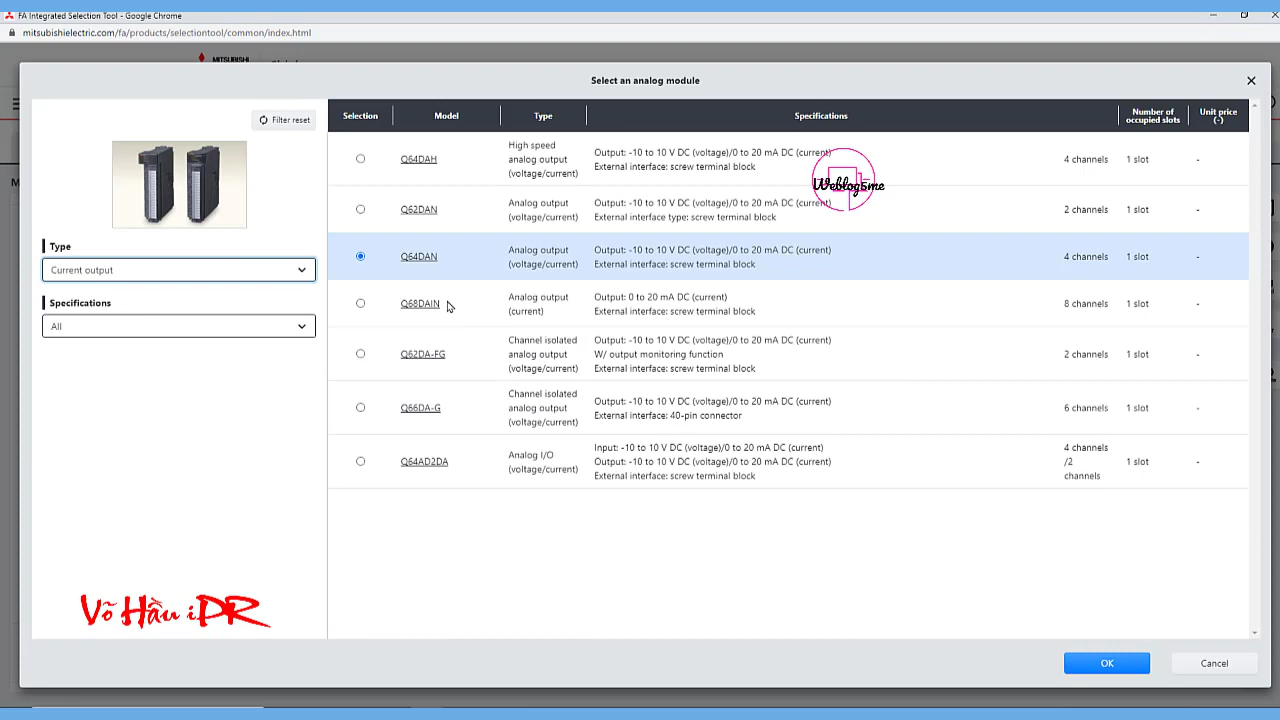 FA Integrated Selection Tool - Google Chrome
mitsubishielectric.com/fa/products/selectiontool/common/index.html
MITSUBISHI
Select an analog module
Filter reset
Type
Current output
Specifications
All
Selection Model Type Specifications Number of occupied slots Unit price (-)
Q64DAH
High speed
analog output
(voltage/current)
Output: -10 to 10 V DC (voltage)/0 to 20 mA DC (current)
External interface: screw terminal block
4 channels
1 slot
-
Q62DAN
Analog output
(voltage/current)
Output: -10 to 10 V DC (voltage)/0 to 20 mA DC (current)
External interface type: screw terminal block
2 channels
1 slot
-
Q64DAN
Analog output
(voltage/current)
Output: -10 to 10 V DC (voltage)/0 to 20 mA DC (current)
External interface: screw terminal block
4 channels
1 slot
-
Q68DAIN
Analog output
(current)
Output: 0 to 20 mA DC (current)
External interface: screw terminal block
8 channels
1 slot
-
Q62DA-FG
Channel isolated
analog output
(voltage/current)
Output: -10 to 10 V DC (voltage)/0 to 20 mA DC (current)
W/ output monitoring function
External interface: screw terminal block
2 channels
1 slot
-
Q66DA-G
Channel isolated
analog output
(voltage/current)
Output: -10 to 10 V DC (voltage)/0 to 20 mA DC (current)
External interface: 40-pin connector
6 channels
1 slot
-
Q64AD2DA
Analog I/O
(voltage/current)
Input: -10 to 10 V DC (voltage)/0 to 20 mA DC (current)
Output: -10 to 10 V DC (voltage)/0 to 20 mA DC (current)
External interface: screw terminal block
4 channels
/2
channels
1 slot
-
Weblog5me
Võ Hầu iDR
OK
Cancel